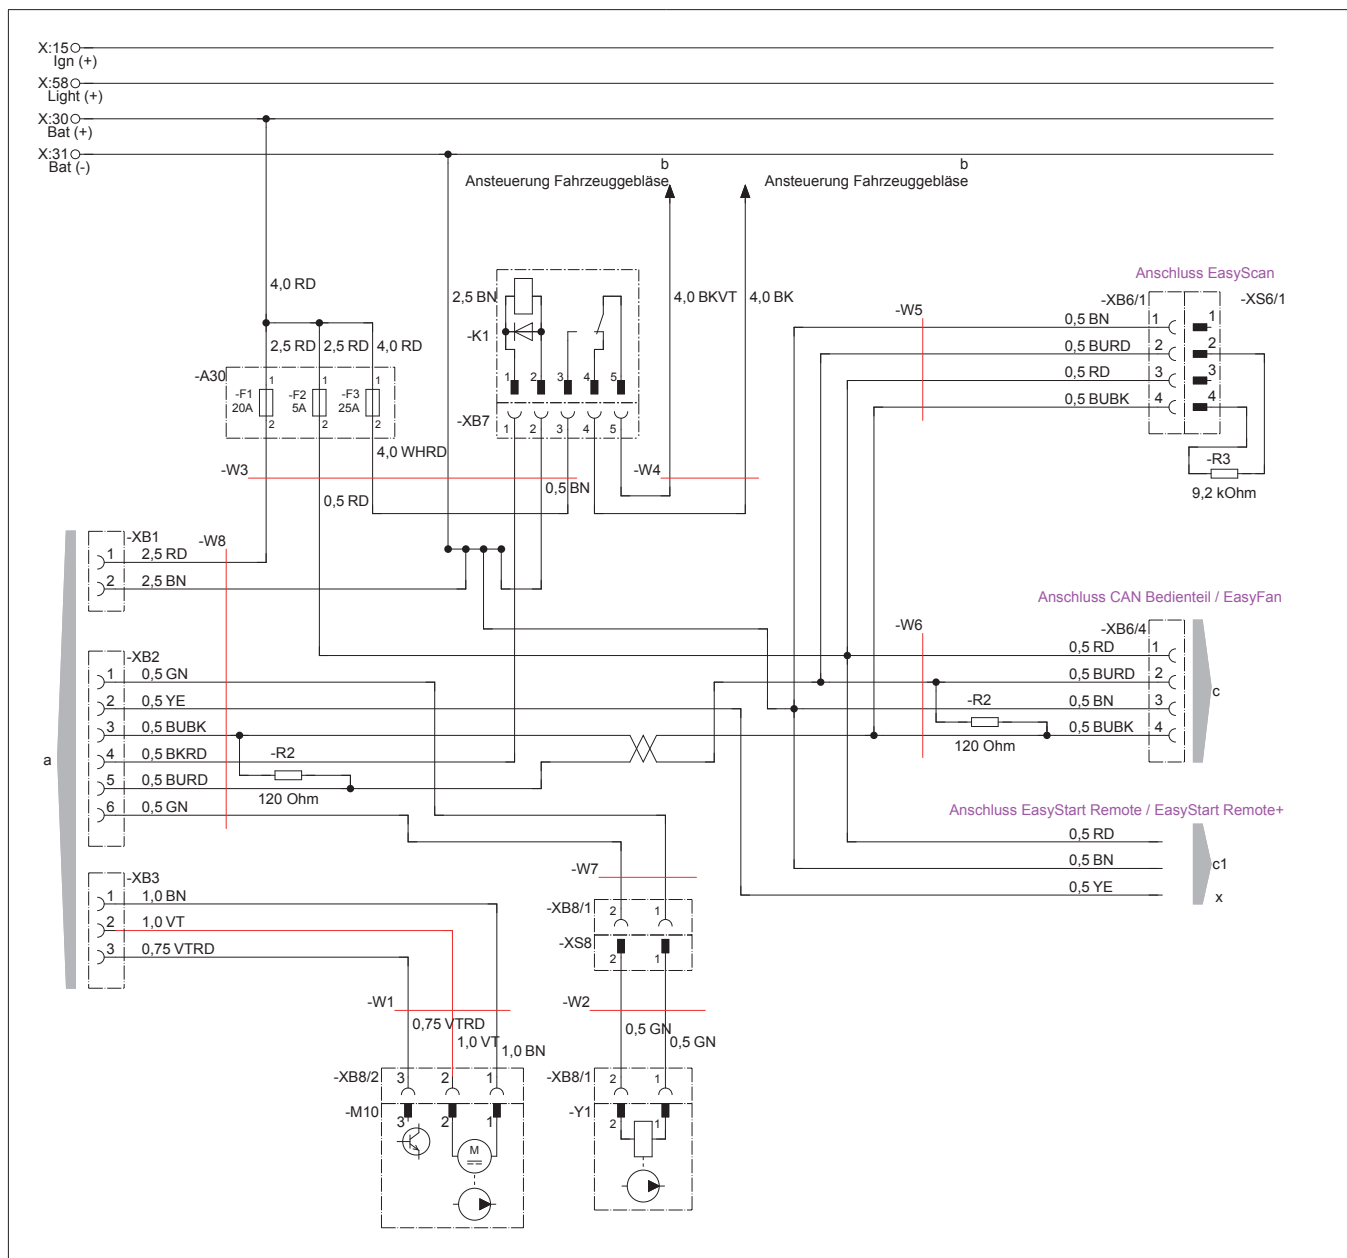 X:15
Ign (+)
X:58
Light (+)
X:30
Bat (+)
X:31
Bat (-)
b
b
Ansteuerung Fahrzeuggebläse
Ansteuerung Fahrzeuggebläse
4,0 RD
2,5 BN
4,0 BKVT
4,0 BK
-K1
1 2 3 4 5
-XB7
1 2 3 4 5
2,5 RD
2,5 RD
4,0 RD
-A30
1
1
1
-F1
20A
-F2
5A
-F3
25A
2
2
2
4,0 WHRD
-W3
0,5 RD
0,5 BN
-W4
Anschluss EasyScan
-XB6/1
-XS6/1
-W5
0,5 BN
1
1
0,5 BURD
2
2
0,5 RD
3
3
0,5 BUBK
4
4
-R3
9,2 kOhm
-XB1
-W8
1
2,5 RD
2
2,5 BN
Anschluss CAN Bedienteil / EasyFan
-W6
-XB6/4
0,5 RD
1
0,5 BURD
2
0,5 BN
3
0,5 BUBK
4
-R2
120 Ohm
c
a
-XB2
1
0,5 GN
2
0,5 YE
3
0,5 BUBK
4
0,5 BKRD
5
0,5 BURD
6
0,5 GN
-R2
120 Ohm
Anschluss EasyStart Remote / EasyStart Remote+
0,5 RD
0,5 BN
0,5 YE
c1
x
-XB3
1
1,0 BN
2
1,0 VT
3
0,75 VTRD
-W7
-XB8/1
2
1
-XS8
2
1
-W1
0,75 VTRD
1,0 VT
1,0 BN
-W2
0,5 GN
0,5 GN
-XB8/2
3
2
1
-M10
3
2
1
M
-XB8/1
2
1
-Y1
2
1